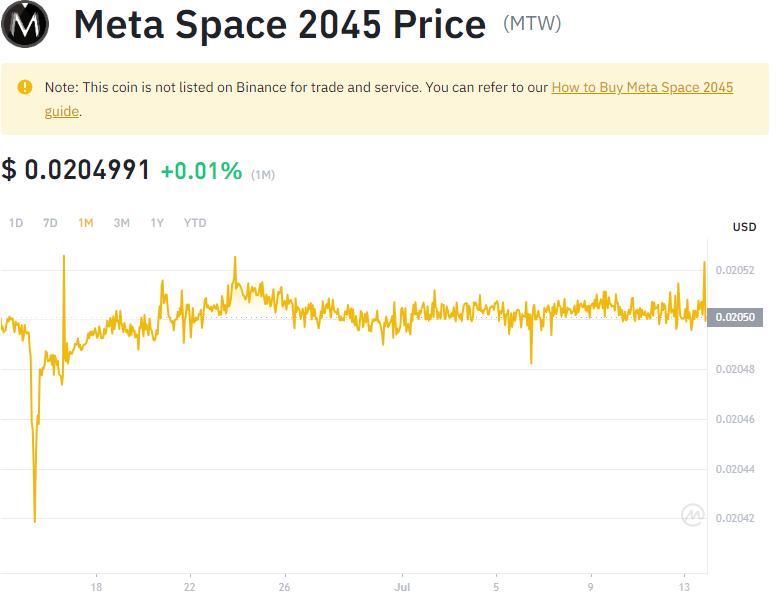 Meta Space 2045 Price (MTW)
Note: This coin is not listed on Binance for trade and service. You can refer to our How to Buy Meta Space 2045
guide.
$ 0.0204991 +0.01% (1M)
1D 7D 1M 3M 1Y YTD
USD
0.02052
0.02050
0.02048
0.02046
0.02044
0.02042
18 22 26 Jul 5 9 13